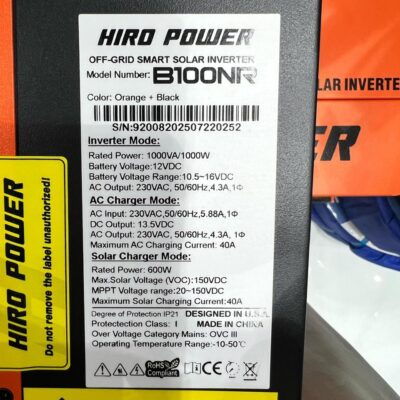 HIRO POWER
OFF-GRID SMART SOLAR INVERTER
Model Number: B100NR
Color: Orange + Black
S/N:92008202507220252
Inverter Mode:
Rated Power: 1000VA/1000W
Battery Voltage:12VDC
Battery Voltage Range:10.5~16VDC
AC Output: 230VAC, 50/60Hz,4.3A,1Φ
AC Charger Mode:
AC Input: 230VAC,50/60Hz,5.88A,1Φ
DC Output: 13.5VDC
AC Output: 230VAC, 50/60Hz,4.3A, 1Φ
Maximum AC Charging Current: 40A
Solar Charger Mode:
Rated Power: 600W
Max.Solar Voltage (VOC):150VDC
MPPT Voltage range:20~150VDC
Maximum Solar Charging Current:40A
Degree of Protection IP21 DESIGNED IN U.S.A
Protectection Class: I MADE IN CHINA
Over Voltage Category Mains: OVC III
Operating Temperature Range:-10-50℃
RoHS
Compliant
CE
HIRO POWER
Do not remove the label unauthorized!
LAR INVERTER
ER